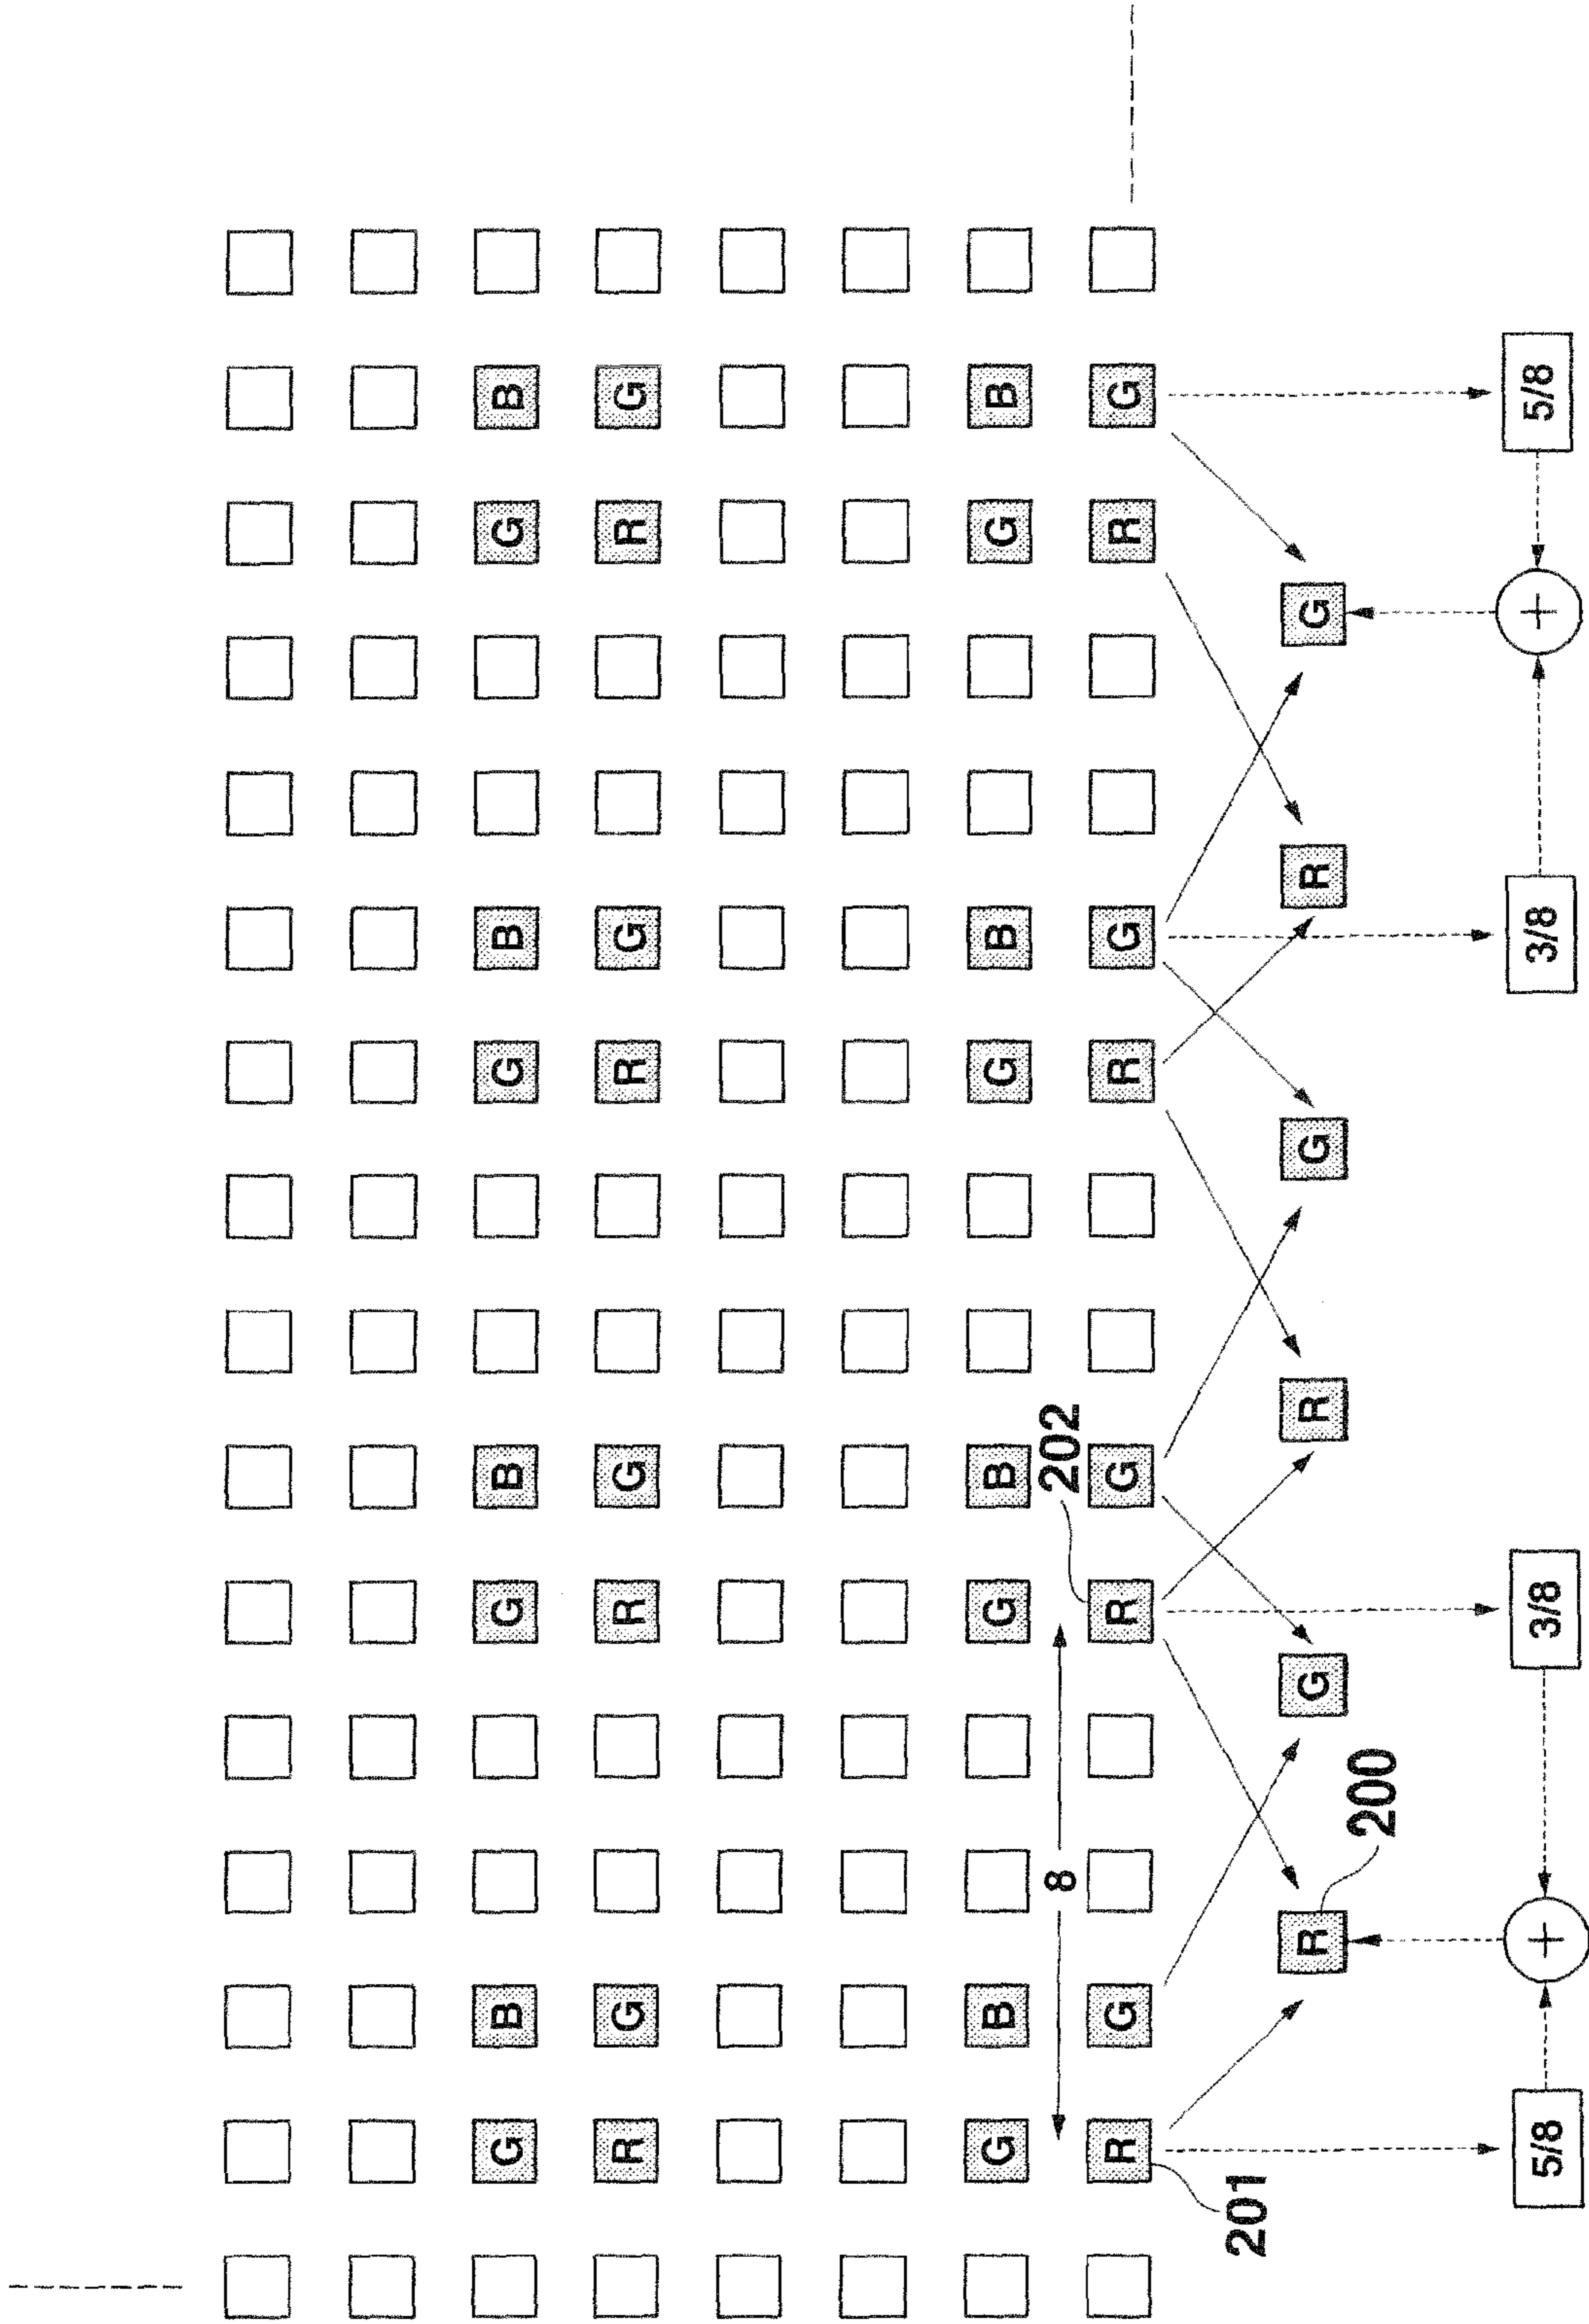 G B G B G B G B
R G R G R G R G
G B G B G B G B
8 202
R G R G R G R G
201
R G R G R G
200
5/8 + 3/8 3/8 + 5/8